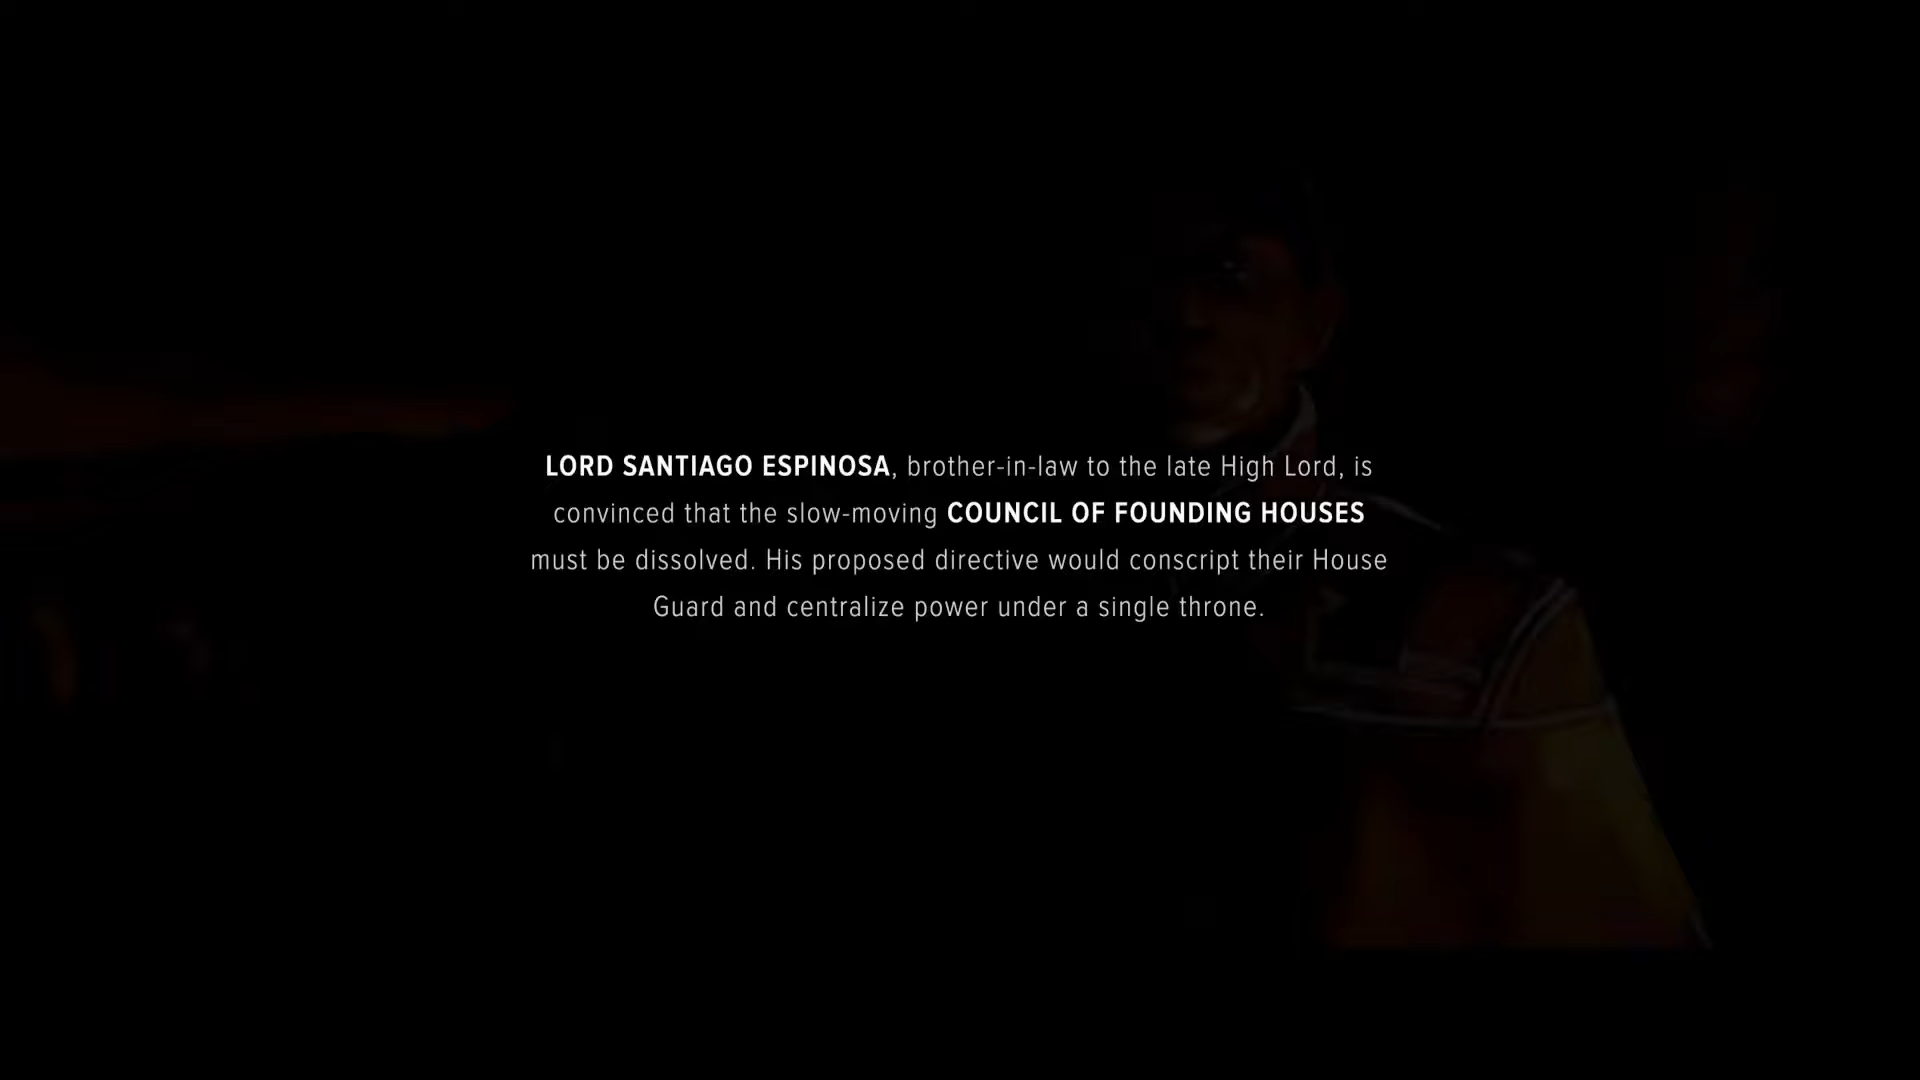 LORD SANTIAGO ESPINOSA, brother-in-law to the late High Lord, is
convinced that the slow-moving COUNCIL OF FOUNDING HOUSES
must be dissolved. His proposed directive would conscript their House
Guard and centralize power under a single throne.